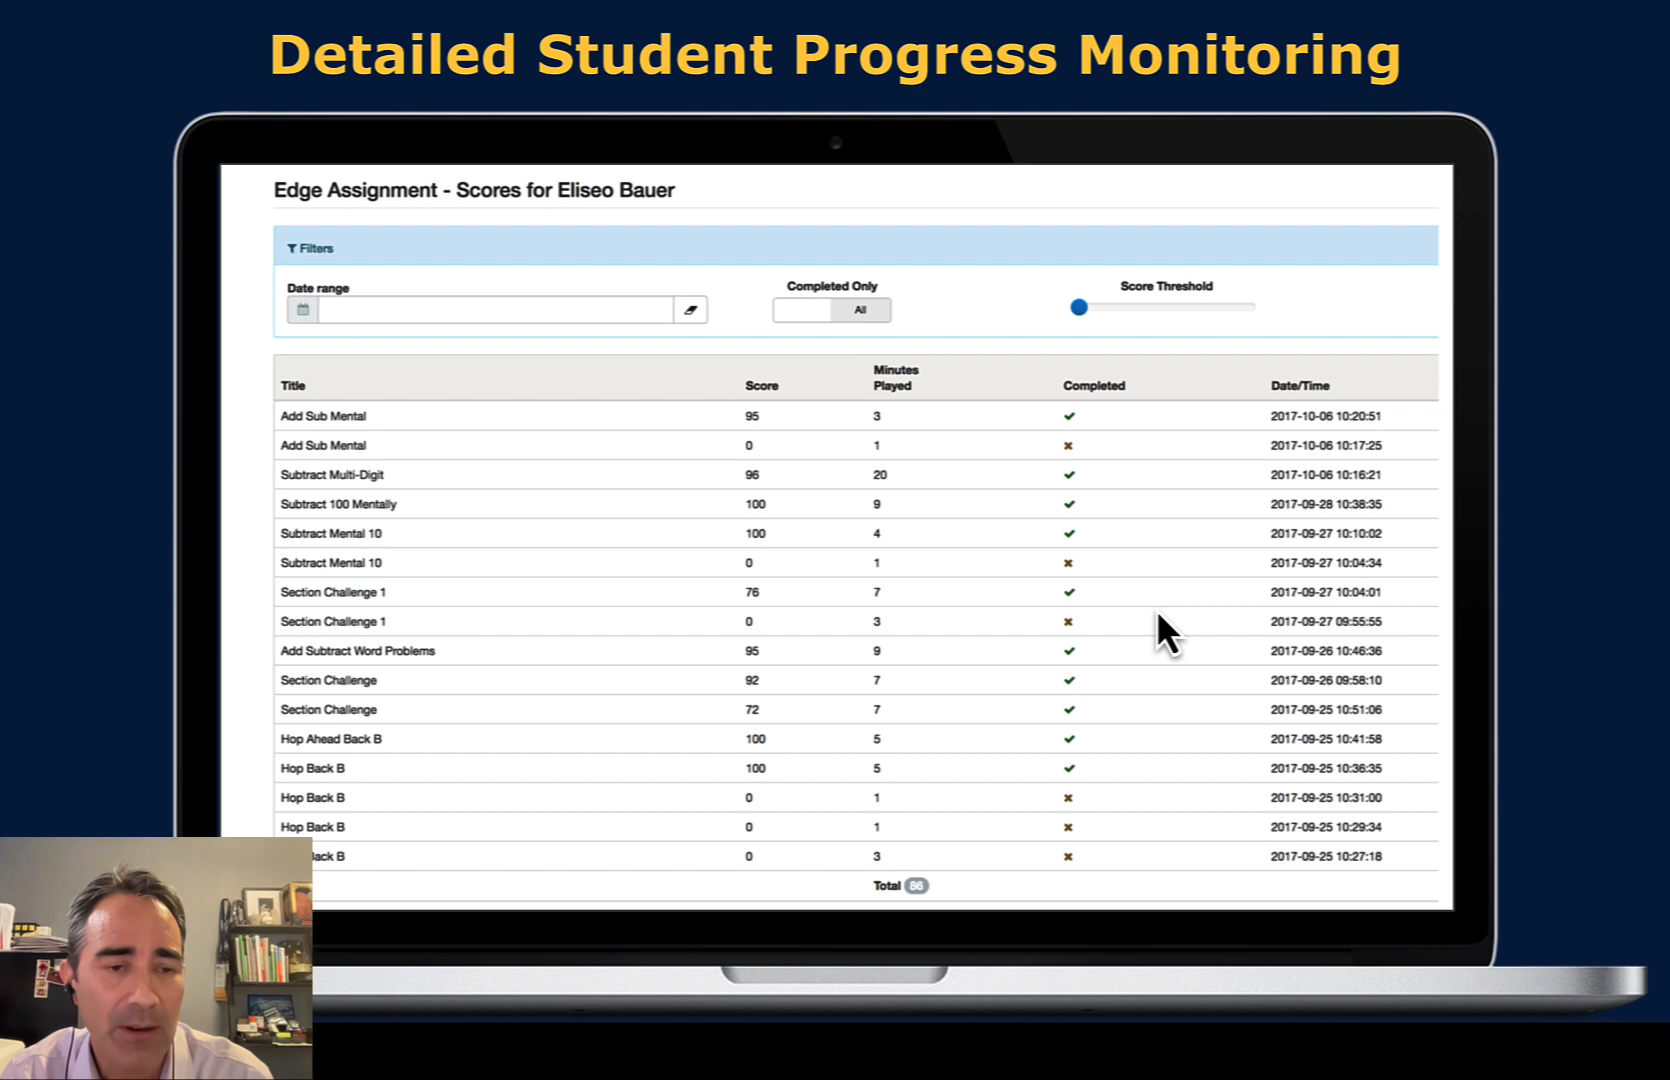 Detailed Student Progress Monitoring
Edge Assignment - Scores for Eliseo Bauer
Filters
Date range
Completed Only
All
Score Threshold
Title Score Minutes Played Completed Date/Time
Add Sub Mental 95 3 2017-10-06 10:20:51
Add Sub Mental 0 1 2017-10-06 10:17:25
Subtract Multi-Digit 96 20 2017-10-06 10:16:21
Subtract 100 Mentally 100 9 2017-09-28 10:38:35
Subtract Mental 10 100 4 2017-09-27 10:10:02
Subtract Mental 10 0 1 2017-09-27 10:04:34
Section Challenge 1 76 7 2017-09-27 10:04:01
Section Challenge 1 0 3 2017-09-27 09:55:55
Add Subtract Word Problems 95 9 2017-09-26 10:46:36
Section Challenge 92 7 2017-09-26 09:58:10
Section Challenge 72 7 2017-09-25 10:51:06
Hop Ahead Back B 100 5 2017-09-25 10:41:58
Hop Back B 100 5 2017-09-25 10:36:35
Hop Back B 0 1 2017-09-25 10:31:00
Hop Back B 0 1 2017-09-25 10:29:34
ack B 0 3 2017-09-25 10:27:18
Total 86